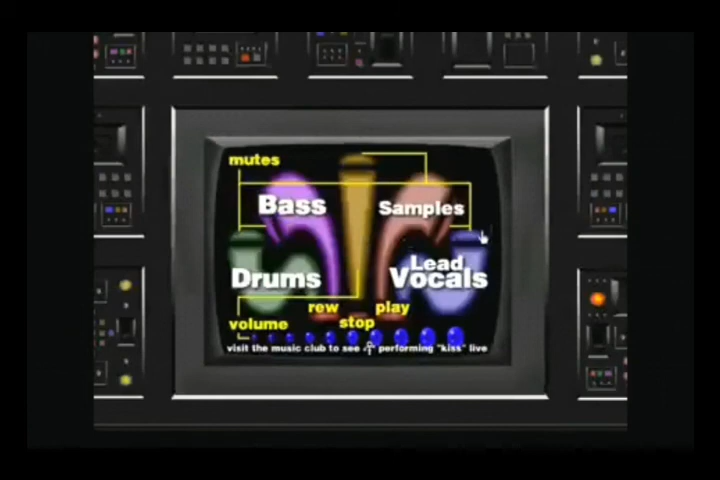 mutes
Bass
Samples
Drums
Lead
Vocals
rew
play
volume
stop
visit the music club to see performing "kiss" live